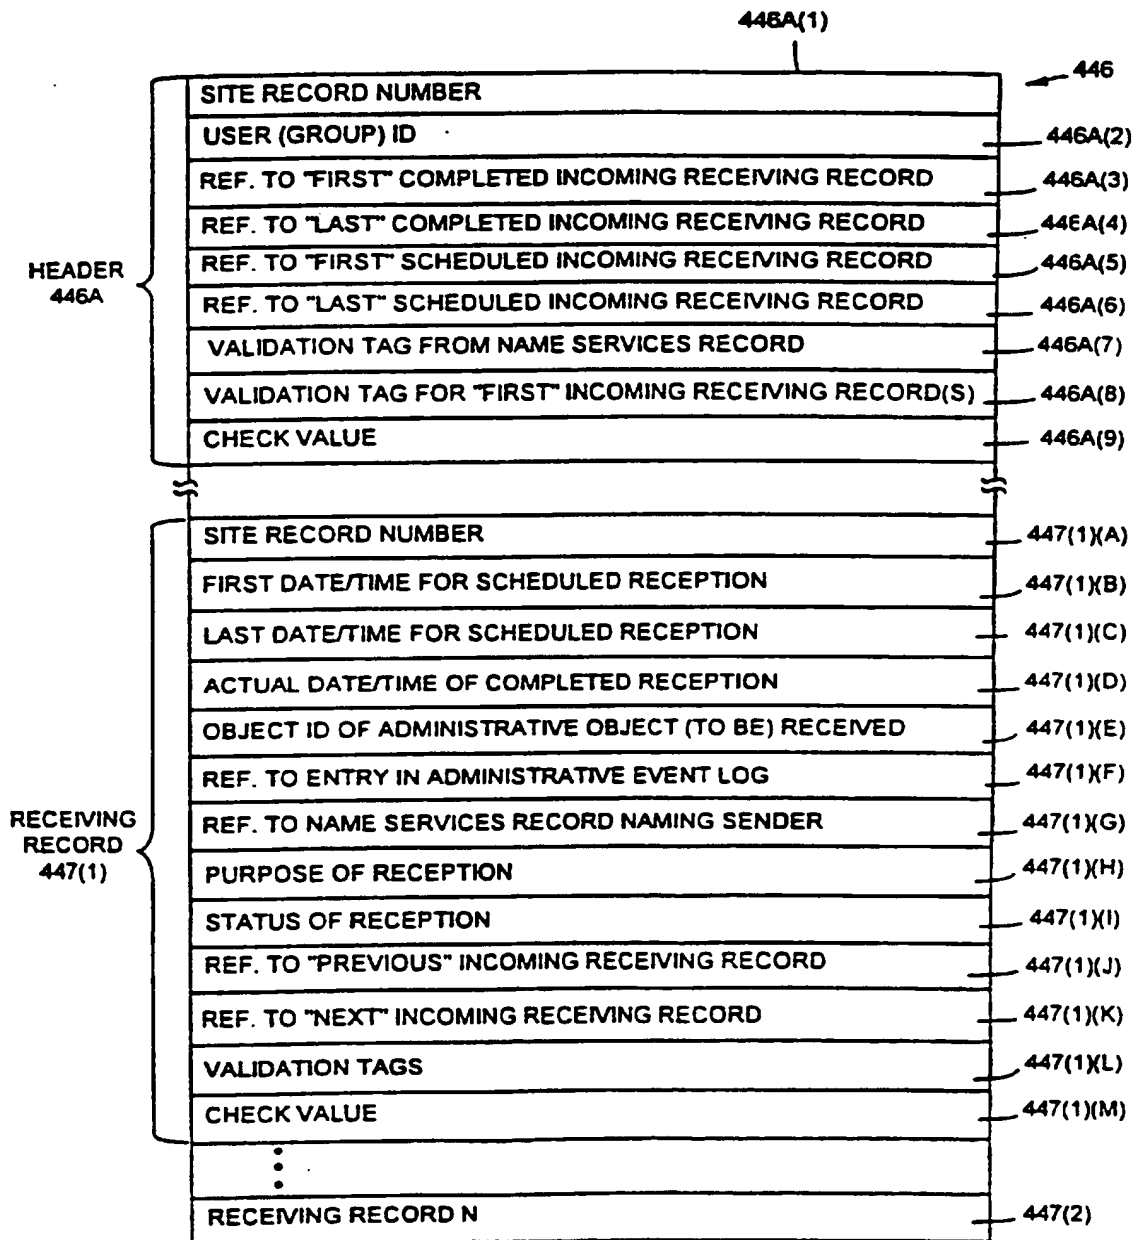 446A(1)
446
SITE RECORD NUMBER
USER (GROUP) ID 446A(2)
REF. TO "FIRST" COMPLETED INCOMING RECEIVING RECORD 446A(3)
REF. TO "LAST" COMPLETED INCOMING RECEIVING RECORD 446A(4)
REF. TO "FIRST" SCHEDULED INCOMING RECEIVING RECORD 446A(5)
REF. TO "LAST" SCHEDULED INCOMING RECEIVING RECORD 446A(6)
VALIDATION TAG FROM NAME SERVICES RECORD 446A(7)
VALIDATION TAG FOR "FIRST" INCOMING RECEIVING RECORD(S) 446A(8)
CHECK VALUE 446A(9)
HEADER
446A
SITE RECORD NUMBER 447(1)(A)
FIRST DATE/TIME FOR SCHEDULED RECEPTION 447(1)(B)
LAST DATE/TIME FOR SCHEDULED RECEPTION 447(1)(C)
ACTUAL DATE/TIME OF COMPLETED RECEPTION 447(1)(D)
OBJECT ID OF ADMINISTRATIVE OBJECT (TO BE) RECEIVED 447(1)(E)
REF. TO ENTRY IN ADMINISTRATIVE EVENT LOG 447(1)(F)
REF. TO NAME SERVICES RECORD NAMING SENDER 447(1)(G)
PURPOSE OF RECEPTION 447(1)(H)
STATUS OF RECEPTION 447(1)(I)
REF. TO "PREVIOUS" INCOMING RECEIVING RECORD 447(1)(J)
REF. TO "NEXT" INCOMING RECEIVING RECORD 447(1)(K)
VALIDATION TAGS 447(1)(L)
CHECK VALUE 447(1)(M)
RECEIVING
RECORD
447(1)
RECEIVING RECORD N 447(2)